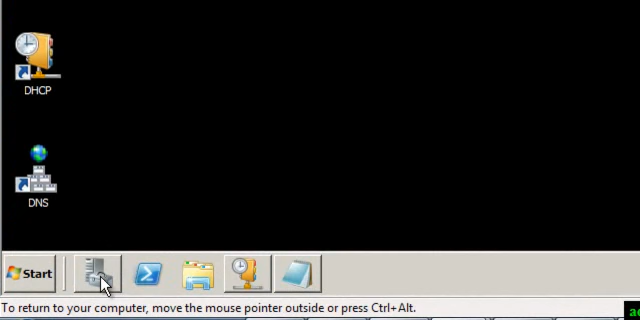 DHCP
DNS
Start
To return to your computer, move the mouse pointer outside or press Ctrl+Alt.